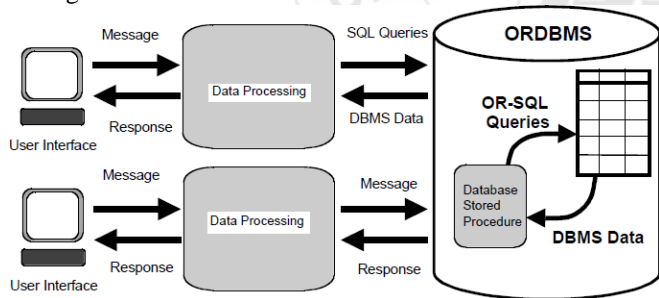 Message
SQL Queries
ORDBMS
Data Processing
OR-SQL
Queries
Response
DBMS Data
User Interface
Message
Message
Database
Stored
Procedure
Data Processing
DBMS Data
Response
Response
User Interface